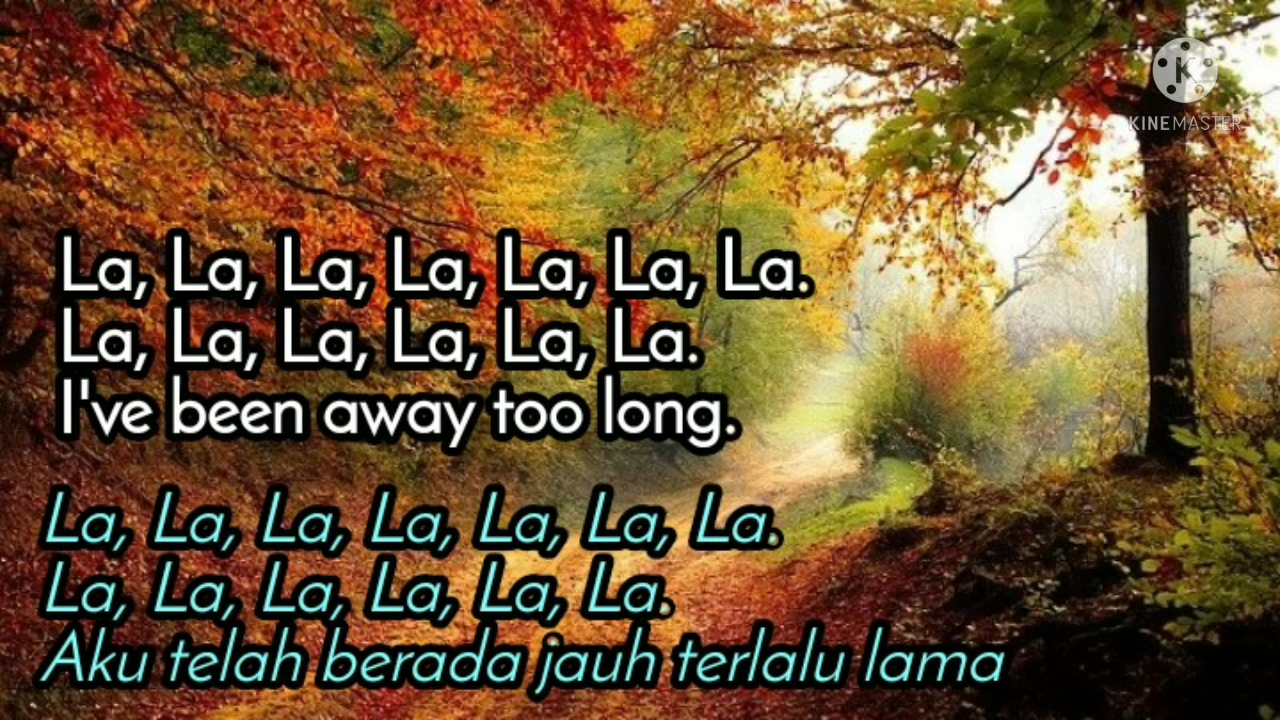 K
KINEMASTER
La, La, La, La, La, La, La.
La, La, La, La, La, La.
I've been away too long.
La, La, La, La, La, La, La.
La, La, La, La, La, La.
Aku telah berada jauh terlalu lama